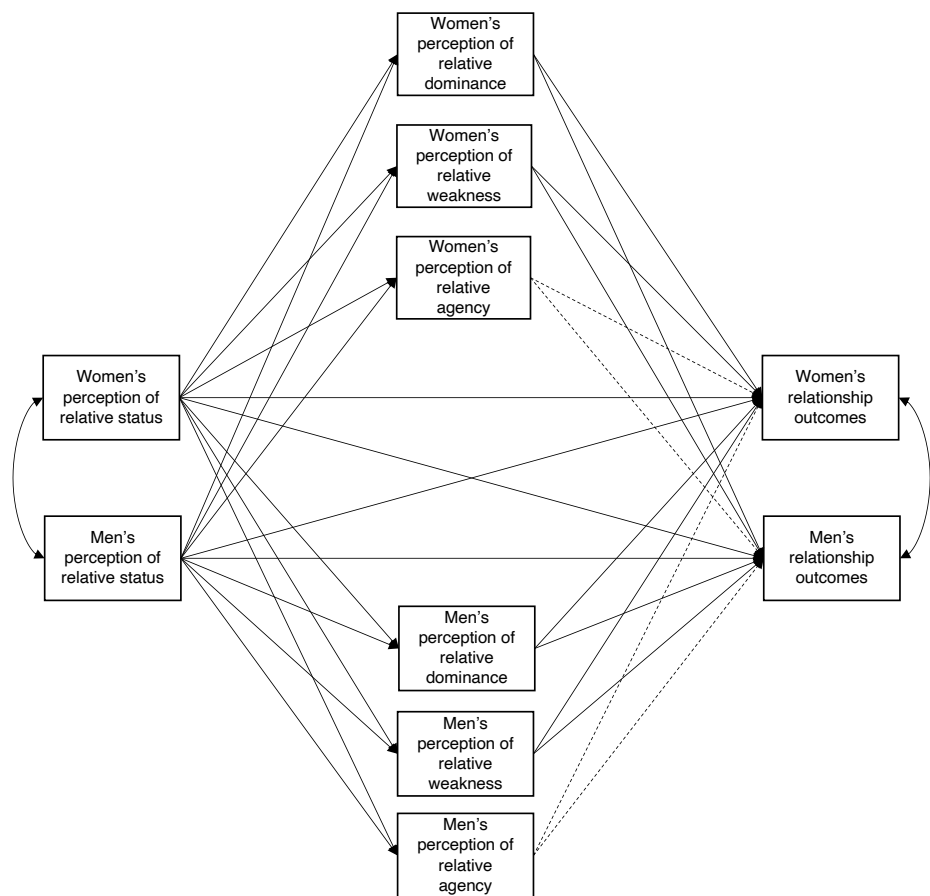 Women's
perception of
relative
dominance
Women's
perception of
relative
weakness
Women's
perception of
relative
agency
Women's
perception of
relative status
Women's
relationship
outcomes
Men's
perception of
relative status
Men's
relationship
outcomes
Men's
perception of
relative
dominance
Men's
perception of
relative
weakness
Men's
perception of
relative
agency